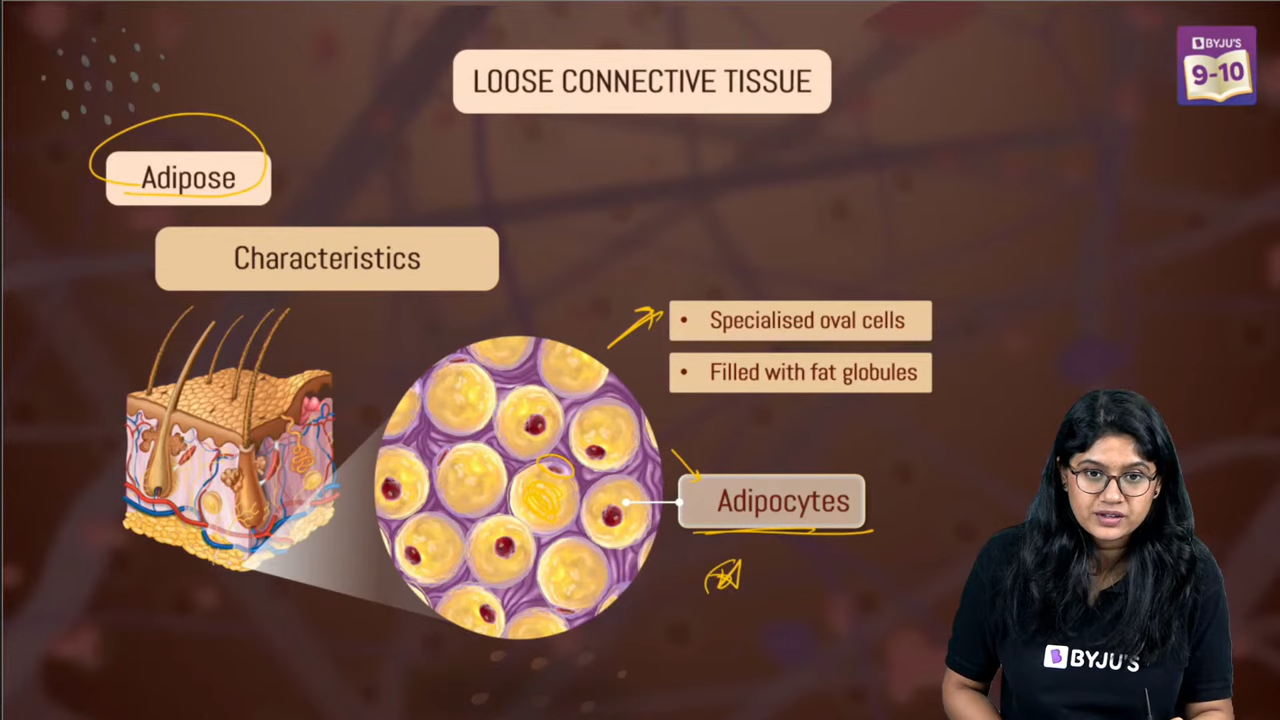 LOOSE CONNECTIVE TISSUE
BYJU'S
9-10
Adipose
Characteristics
• Specialised oval cells
• Filled with fat globules
Adipocytes
BYJU'S